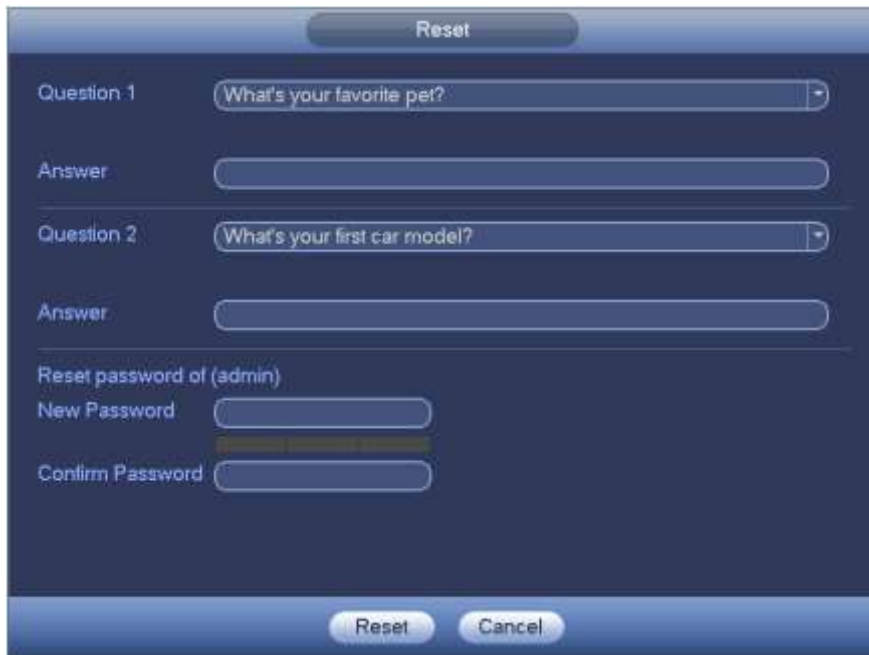 Reset
Question 1 What's your favorite pet?
Answer
Question 2 What's your first car model?
Answer
Reset password of (admin)
New Password
Confirm Password
Reset Cancel